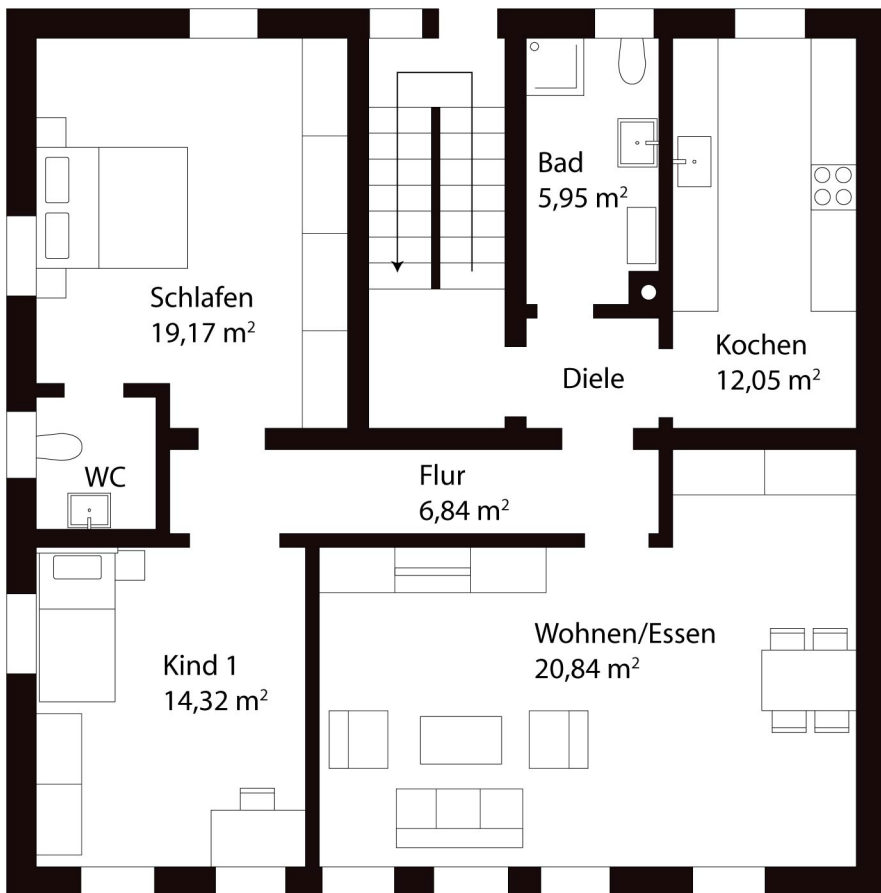 Bad
5,95 m²
Schlafen
19,17 m²
Kochen
12,05 m²
Diele
WC
Flur
6,84 m²
Wohnen/Essen
20,84 m²
Kind 1
14,32 m²